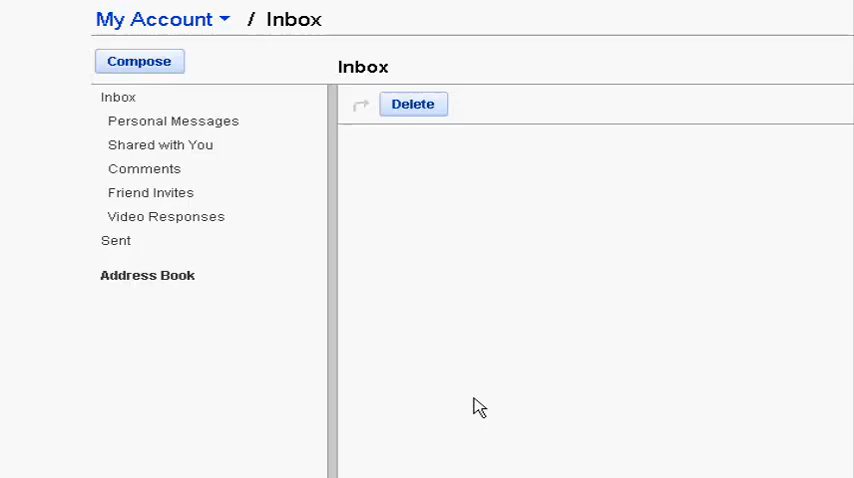 My Account / Inbox
Compose
Inbox
Inbox
Delete
Personal Messages
Shared with You
Comments
Friend Invites
Video Responses
Sent
Address Book